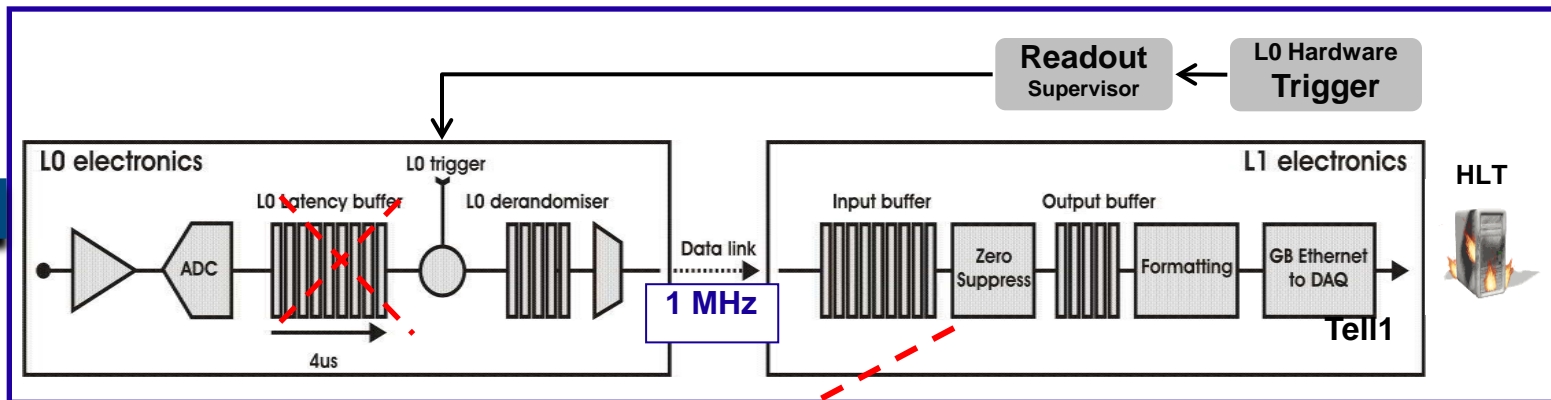 Readout
Supervisor
L0 Hardware
Trigger
L0 electronics
L0 trigger
L0 Latency buffer
L0 derandomiser
ADC
4us
Data link
1 MHz
L1 electronics
Input buffer
Output buffer
Zero
Suppress
Formatting
GB Ethernet
to DAQ
Tell1
HLT